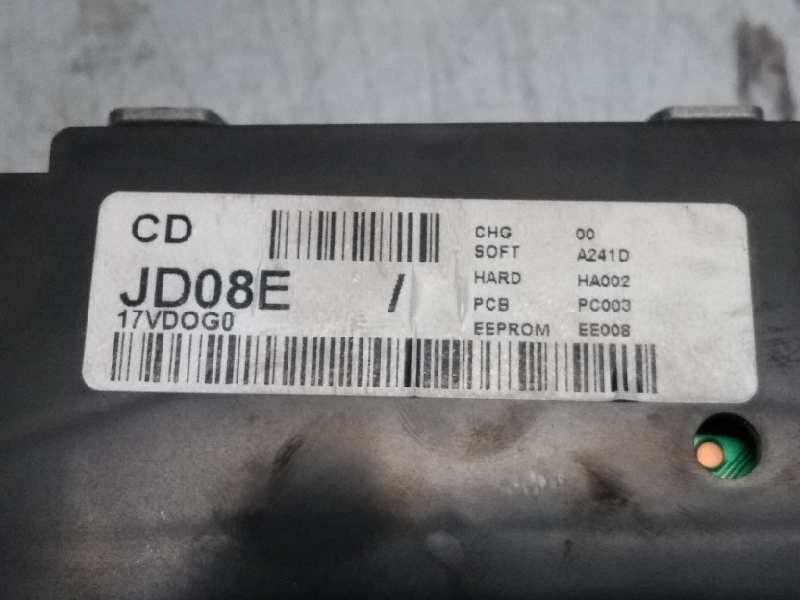 CD
JD08E /
17VDOG0
CHG 00
SOFT A241D
HARD HA002
PCB PC003
EEPROM EE008